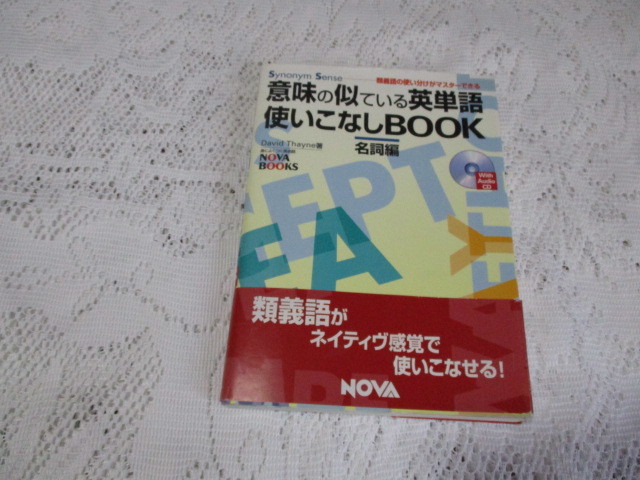 Synonym Sense
類義語の使い分けがマスターできる
意味の似ている英単語
使いこなしBOOK
David Thayne著
名詞編
NOVA
BOOKS
With
Audio
CD
類義語が
ネイティヴ感覚で
使いこなせる!
NOVA